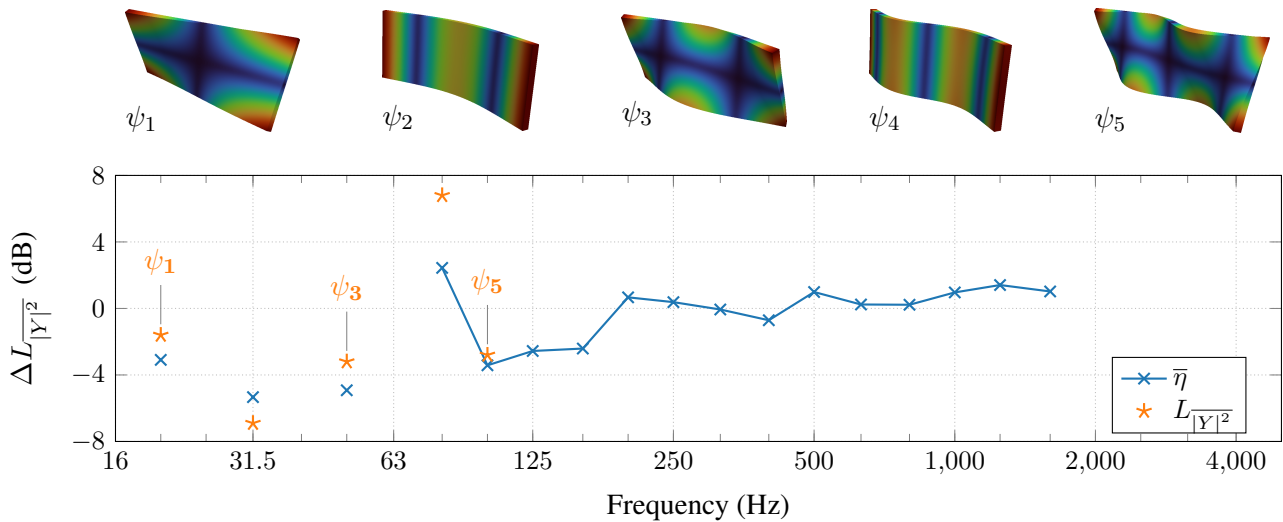 ψ₁ ψ₂ ψ₃ ψ₄ ψ₅
8
4
0
−4
−8
ΔL_{\overline{|Y|²}} (dB)
ψ₁
ψ₃
ψ₅
η̅
L_{\overline{|Y|²}}
16 31.5 63 125 250 500 1,000 2,000 4,000
Frequency (Hz)